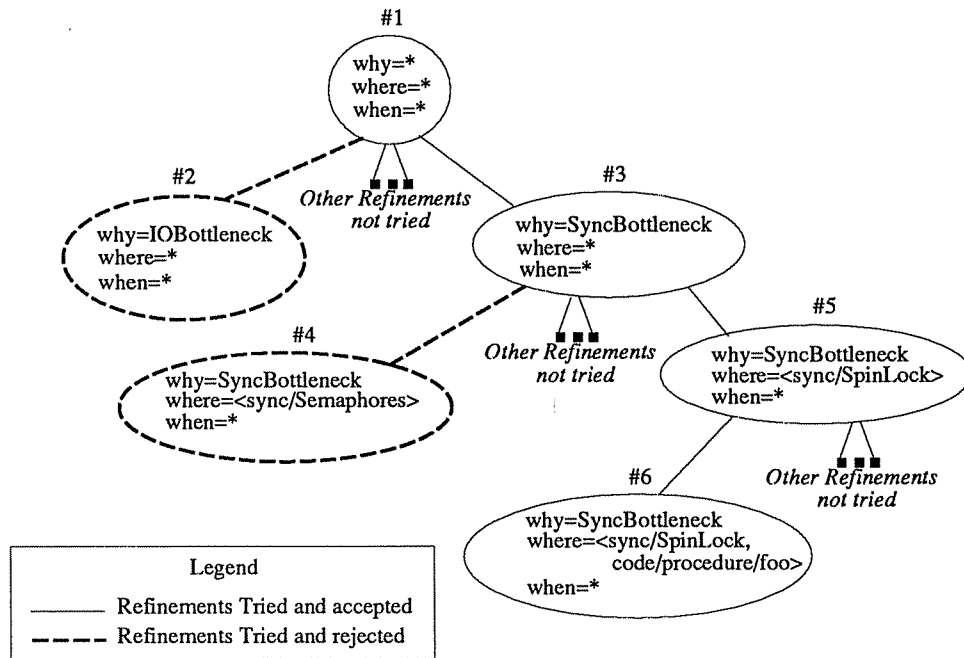 #1
why=*
where=*
when=*
#2
why=IOBottleneck
where=*
when=*
Other Refinements
not tried
#3
why=SyncBottleneck
where=*
when=*
#4
why=SyncBottleneck
where=<sync/Semaphores>
when=*
Other Refinements
not tried
#5
why=SyncBottleneck
where=<sync/SpinLock>
when=*
Other Refinements
not tried
#6
why=SyncBottleneck
where=<sync/SpinLock,
code/procedure/foo>
when=*
Legend
Refinements Tried and accepted
Refinements Tried and rejected